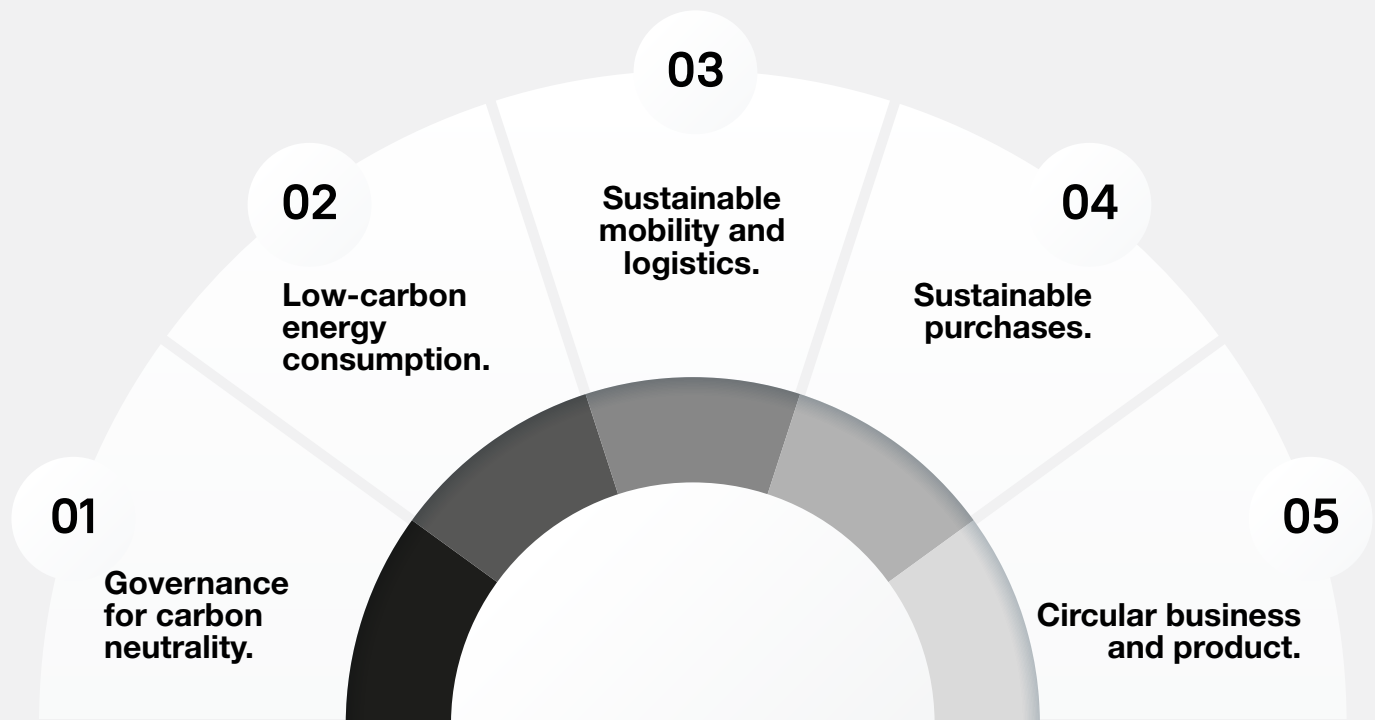 01
Governance
for carbon
neutrality.
02
Low-carbon
energy
consumption.
03
Sustainable
mobility and
logistics.
04
Sustainable
purchases.
05
Circular business
and product.